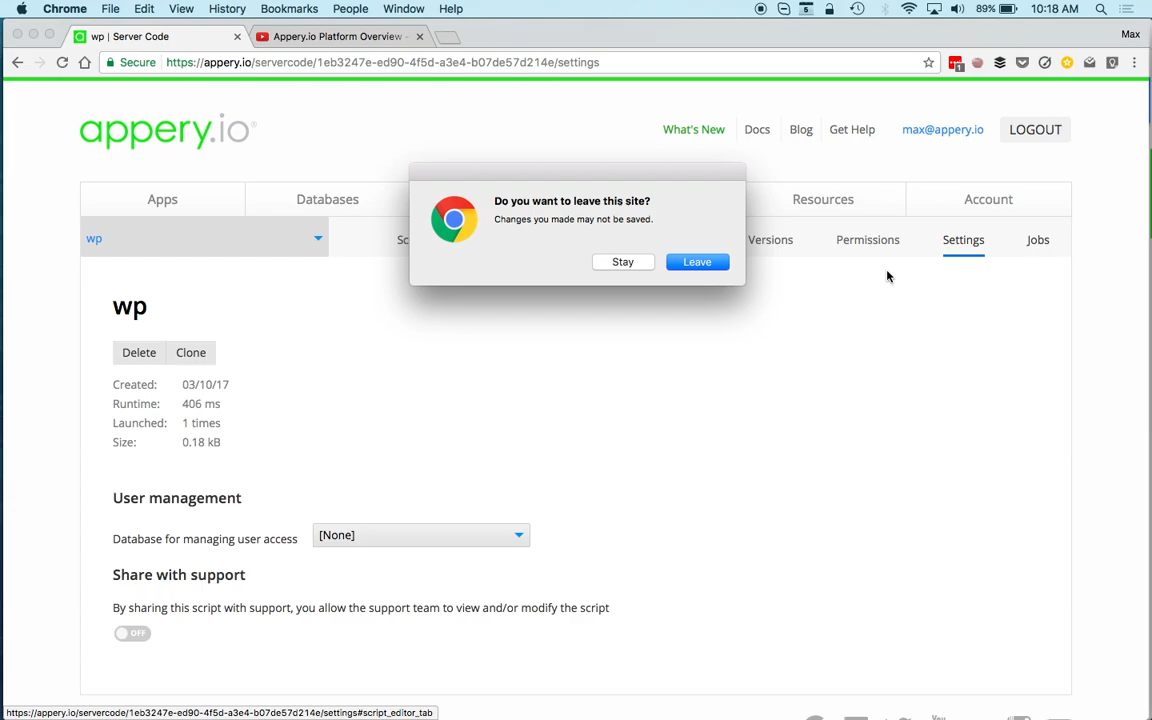 Chrome File Edit View History Bookmarks People Window Help 5 89% 10:18 AM
wp | Server Code Appery.io Platform Overview - Max
Secure https://appery.io/servercode/1eb3247e-ed90-4f5d-a3e4-b07de57d214e/settings 1
appery.io® What's New Docs Blog Get Help max@appery.io LOGOUT
Apps Databases Resources Account
wp Sc Versions Permissions Settings Jobs
Do you want to leave this site?
Changes you made may not be saved.
Stay Leave
wp
Delete Clone
Created: 03/10/17
Runtime: 406 ms
Launched: 1 times
Size: 0.18 kB
User management
Database for managing user access [None]
Share with support
By sharing this script with support, you allow the support team to view and/or modify the script
OFF
https://appery.io/servercode/1eb3247e-ed90-4f5d-a3e4-b07de57d214e/settings#script_editor_tab